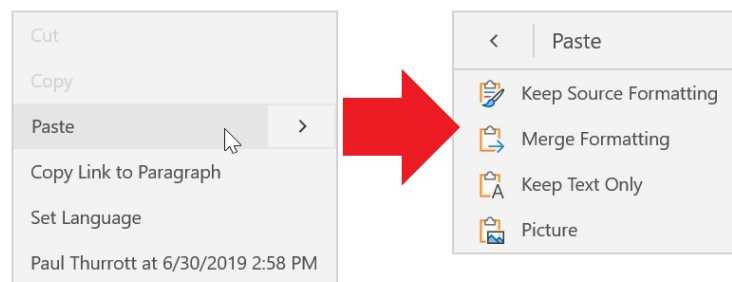 Cut
Copy
Paste
Copy Link to Paragraph
Set Language
Paul Thurrott at 6/30/2019 2:58 PM
Paste
Keep Source Formatting
Merge Formatting
Keep Text Only
Picture